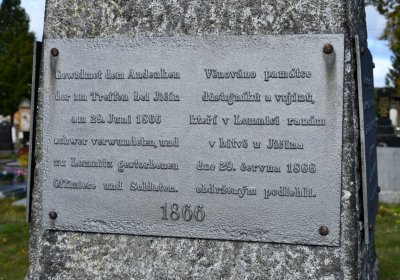 Gewidmet dem Andenken
der im Treffen bei Jičin
am 29. Juni 1866
schwer verwundeten, und
zu Lomnitz gestorbenen
Offiziere und Soldaten.
Věnováno památce
důstojníků a vojínů,
kteří v Lomnici ranám
v bitvě u Jičína
dne 29. června 1866
obdrženým podlehli.
1866